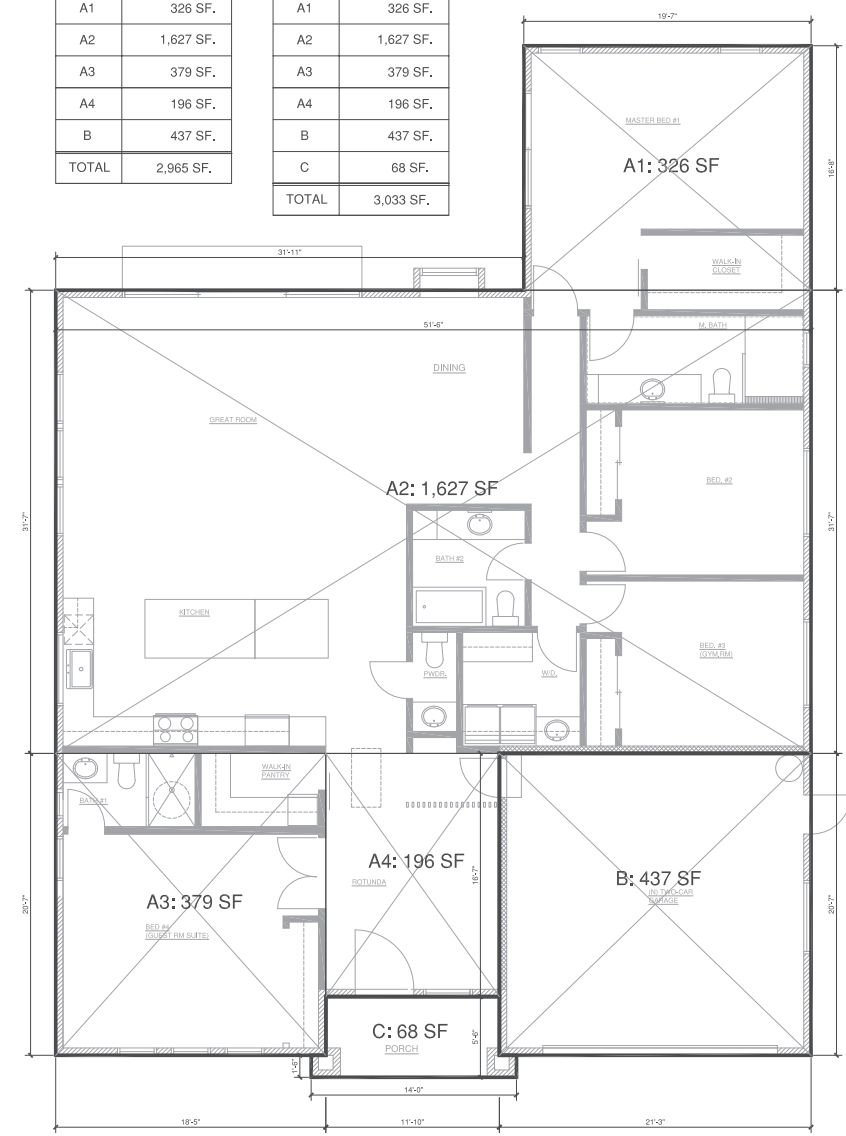 A1 326 SF.
A2 1,627 SF.
A3 379 SF.
A4 196 SF.
B 437 SF.
TOTAL 2,965 SF.
A1 326 SF.
A2 1,627 SF.
A3 379 SF.
A4 196 SF.
B 437 SF.
C 68 SF.
TOTAL 3,033 SF.
19'-7"
MASTER BED #1
A1: 326 SF
16'-8"
31'-11"
WALK-IN
CLOSET
51'-6"
M. BATH
DINING
GREAT ROOM
BED. #2
A2: 1,627 SF
31'-7"
31'-7"
BATH #2
KITCHEN
BED. #3
(GYM RM)
PWDR.
W/D.
WALK-IN
PANTRY
BATH #1
A4: 196 SF
ROTUNDA
16'-7"
B: 437 SF
(N) TWO-CAR
GARAGE
A3: 379 SF
BED #4
(GUEST RM SUITE)
20'-7"
20'-7"
C: 68 SF
PORCH
5'-6"
1'-6"
14'-0"
18'-5"
11'-10"
21'-3"